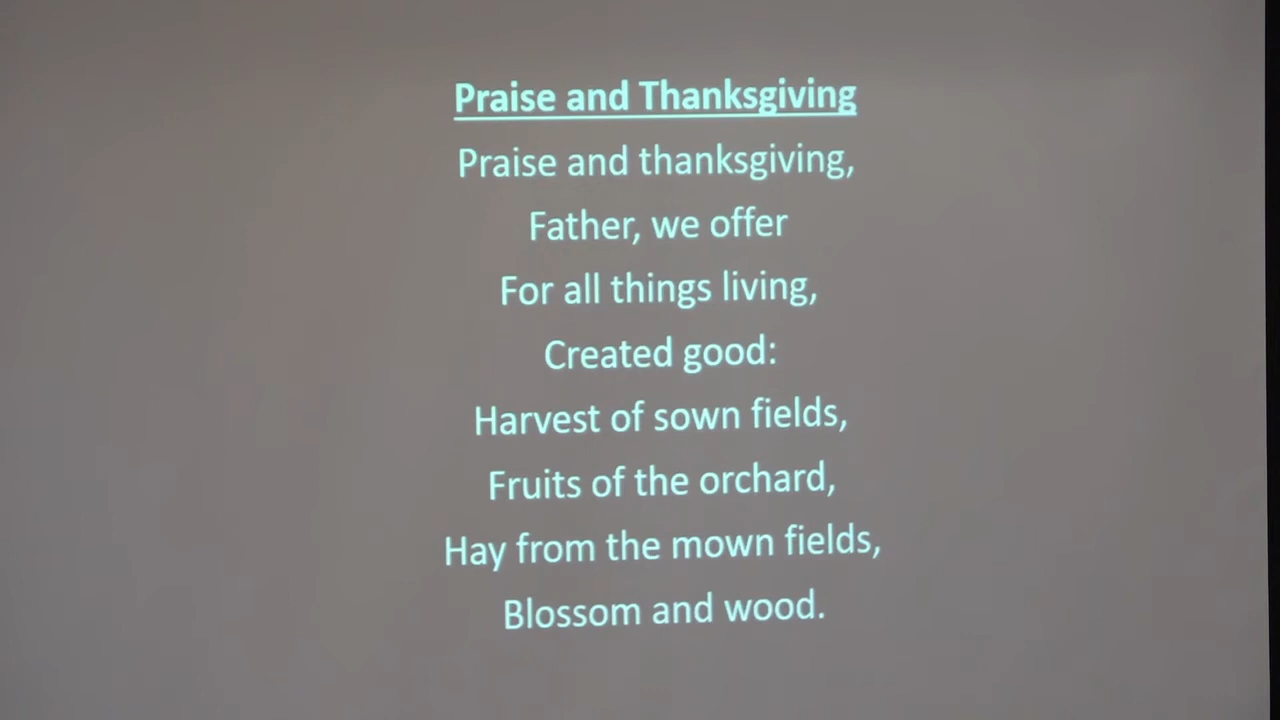 Praise and Thanksgiving
Praise and thanksgiving,
Father, we offer
For all things living,
Created good:
Harvest of sown fields,
Fruits of the orchard,
Hay from the mown fields,
Blossom and wood.